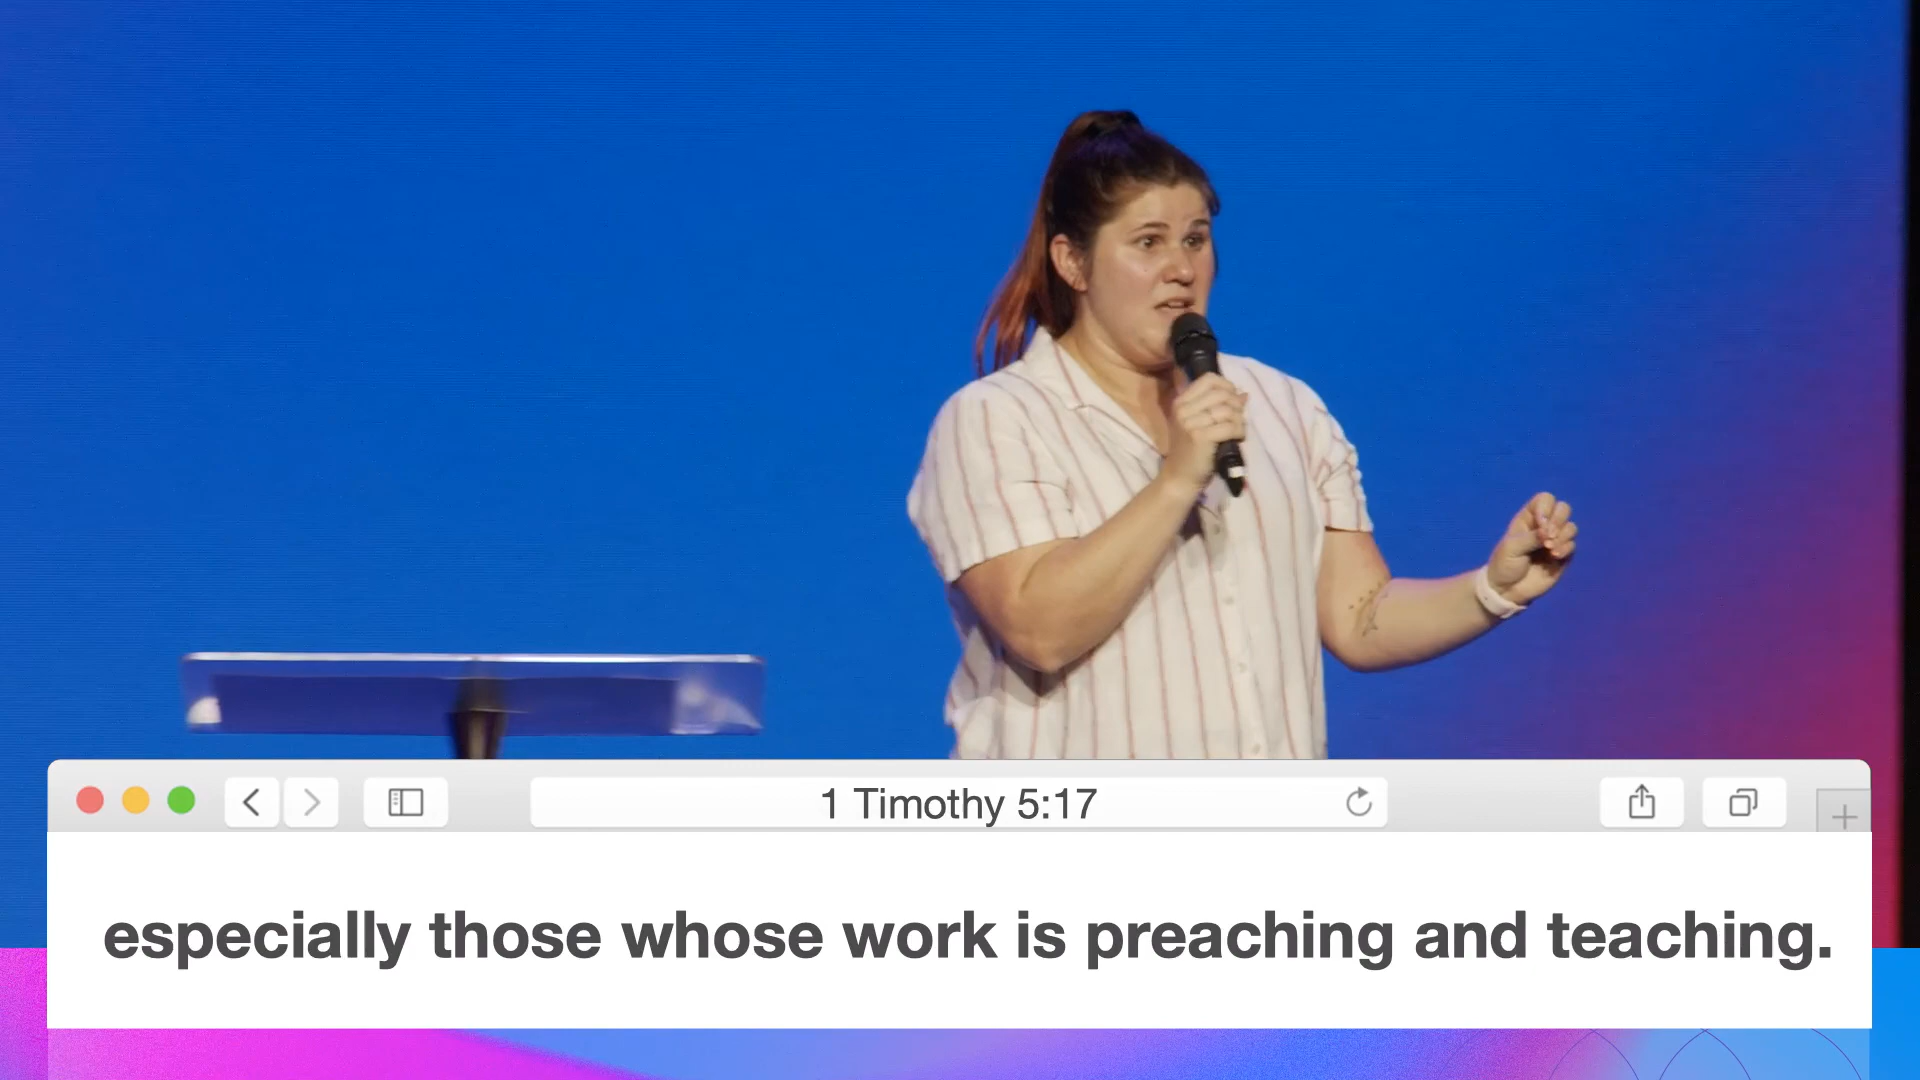 1 Timothy 5:17
especially those whose work is preaching and teaching.